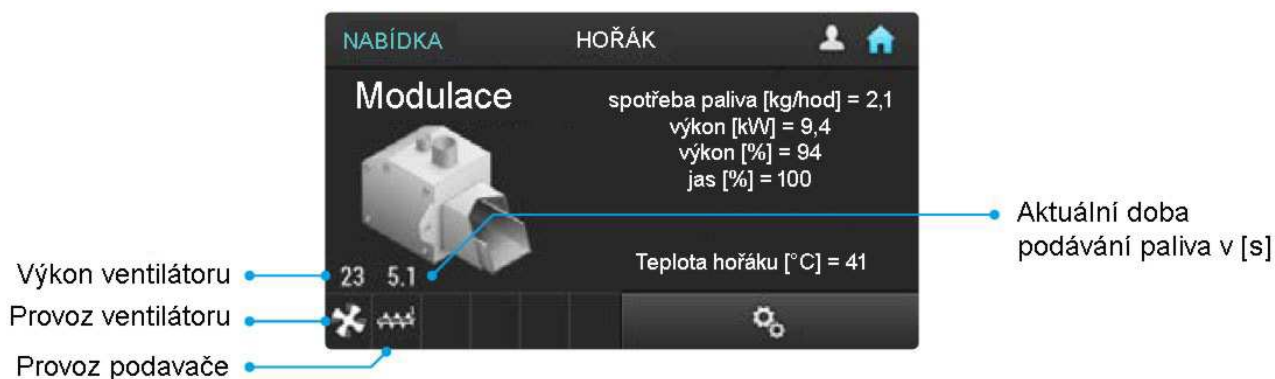 NABÍDKA HOŘÁK
Modulace
spotřeba paliva [kg/hod] = 2,1
výkon [kW] = 9,4
výkon [%] = 94
jas [%] = 100
Teplota hořáku [°C] = 41
23 5.1
Aktuální doba
podávání paliva v [s]
Výkon ventilátoru
Provoz ventilátoru
Provoz podavače